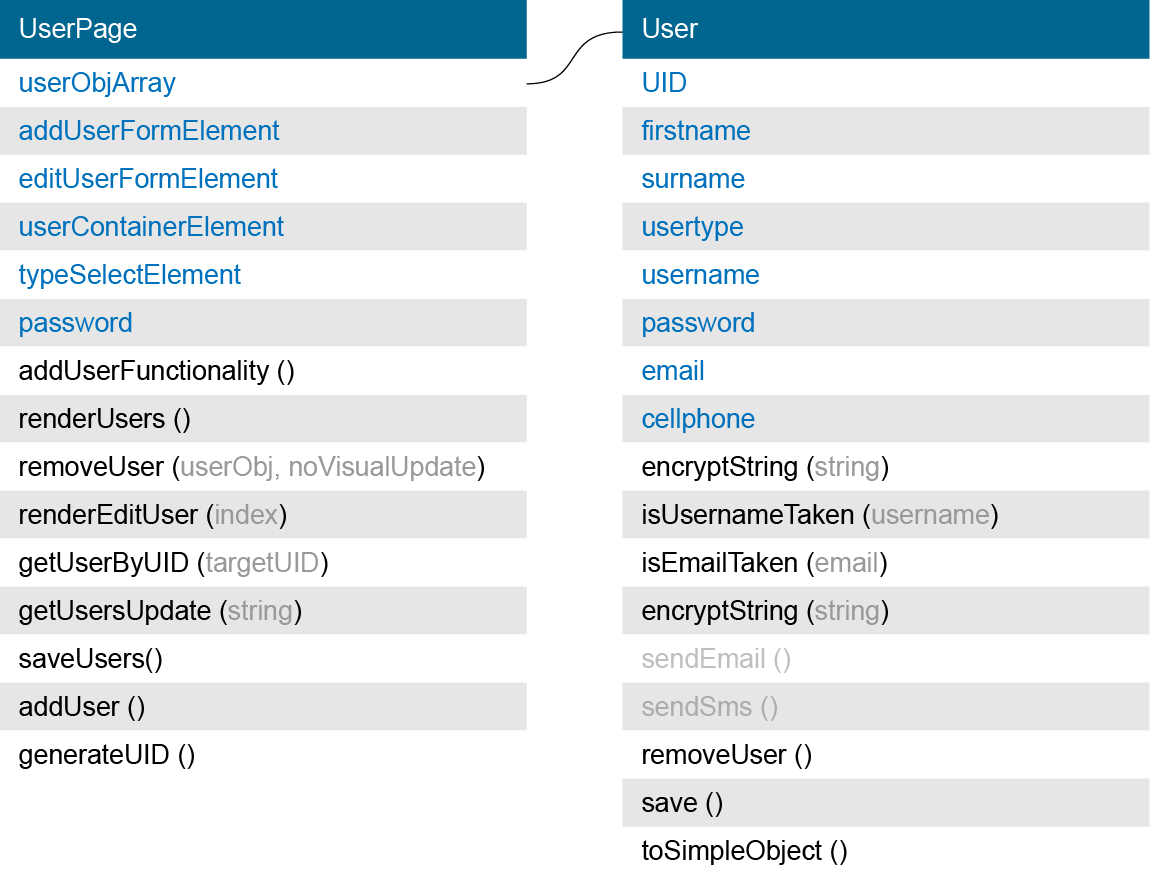 UserPage
userObjArray
addUserFormElement
editUserFormElement
userContainerElement
typeSelectElement
password
addUserFunctionality ()
renderUsers ()
removeUser (userObj, noVisualUpdate)
renderEditUser (index)
getUserByUID (targetUID)
getUsersUpdate (string)
saveUsers()
addUser ()
generateUID ()
User
UID
firstname
surname
usertype
username
password
email
cellphone
encryptString (string)
isUsernameTaken (username)
isEmailTaken (email)
encryptString (string)
sendEmail ()
sendSms ()
removeUser ()
save ()
toSimpleObject ()